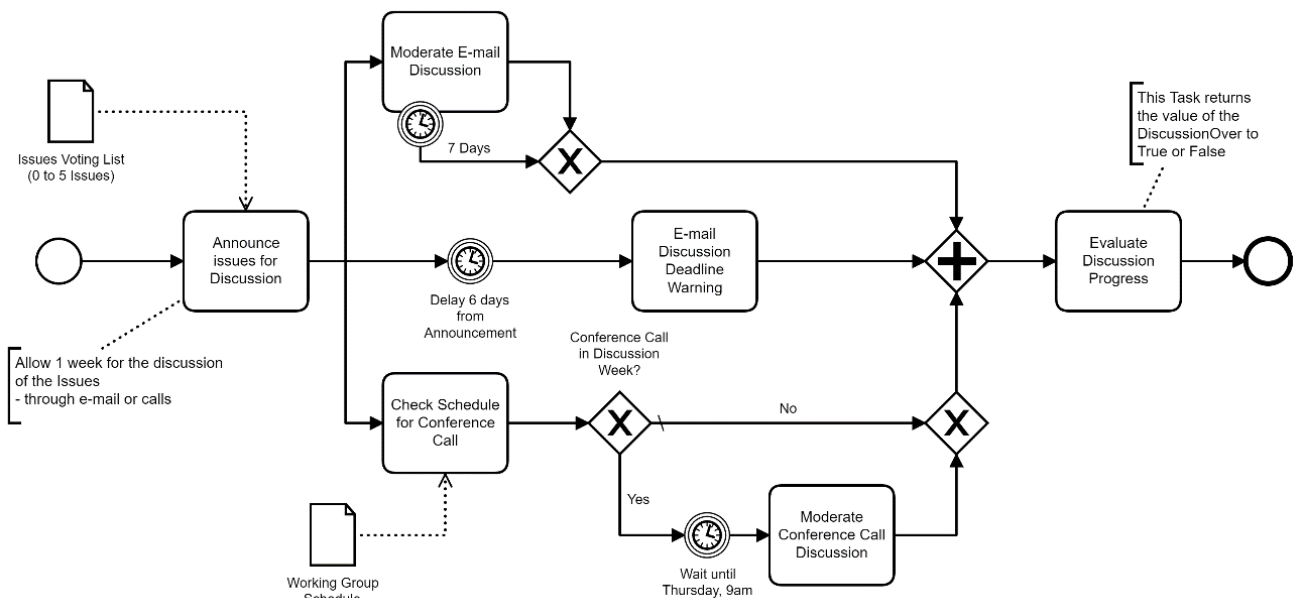 Moderate E-mail
Discussion
7 Days
This Task returns
the value of the
DiscussionOver to
True or False
Issues Voting List
(0 to 5 Issues)
Announce
issues for
Discussion
Delay 6 days
from
Announcement
E-mail
Discussion
Deadline
Warning
Evaluate
Discussion
Progress
Allow 1 week for the discussion
of the Issues
- through e-mail or calls
Conference Call
in Discussion
Week?
Check Schedule
for Conference
Call
No
Yes
Wait until
Thursday, 9am
Moderate
Conference Call
Discussion
Working Group
Schedule